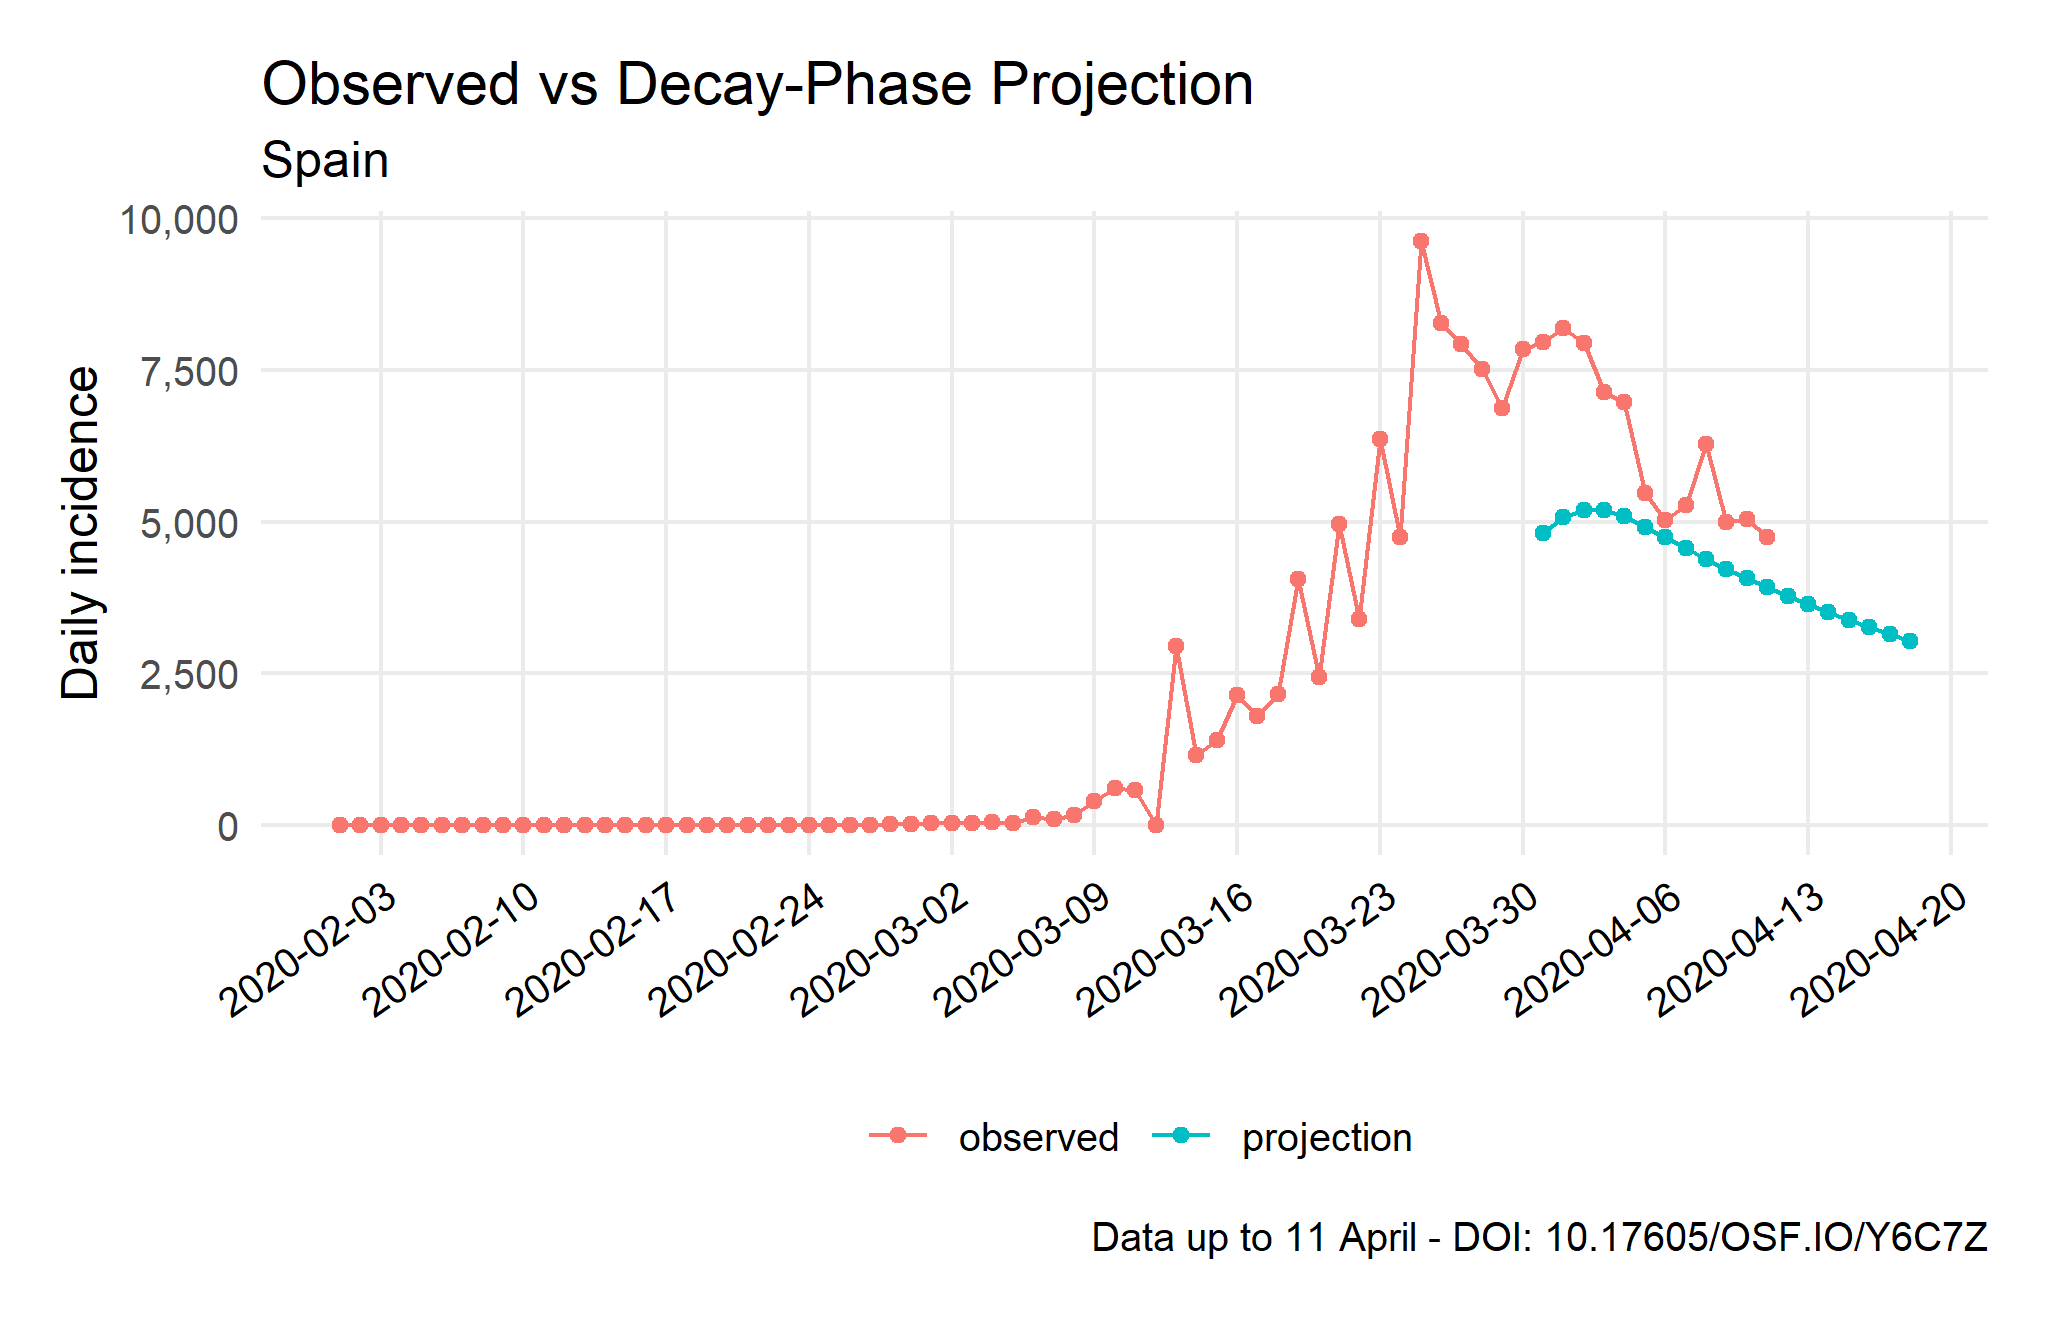 Observed vs Decay-Phase Projection
Spain
10,000
7,500
5,000
2,500
0
Daily incidence
2020-02-03
2020-02-10
2020-02-17
2020-02-24
2020-03-02
2020-03-09
2020-03-16
2020-03-23
2020-03-30
2020-04-06
2020-04-13
2020-04-20
observed
projection
Data up to 11 April - DOI: 10.17605/OSF.IO/Y6C7Z